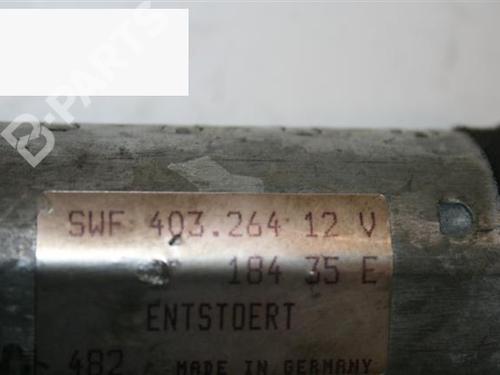 B-PARTS
SWF 403.264 12 V
184 35 E
ENTSTOERT
482 MADE IN GERMANY